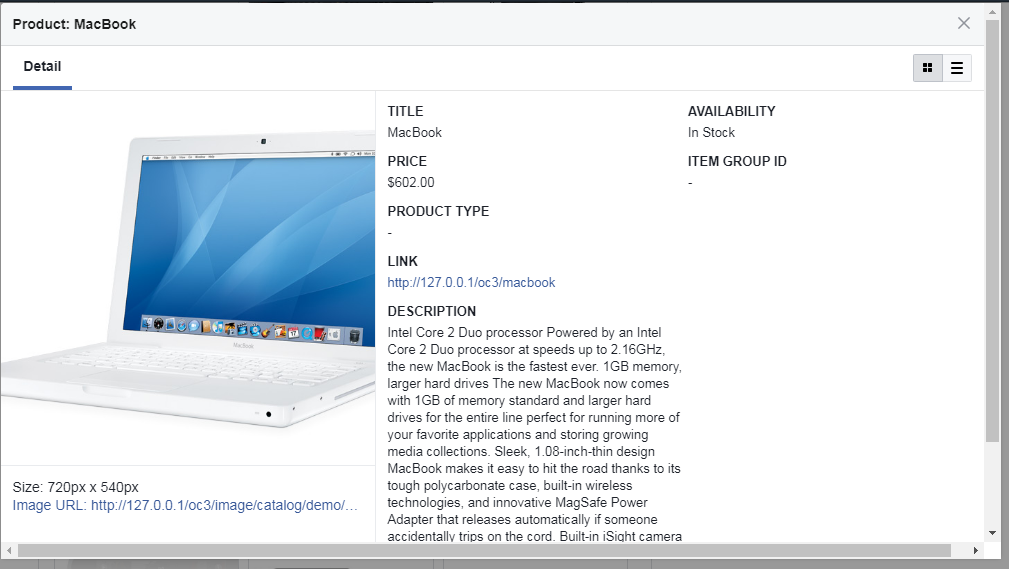 Product: MacBook
Detail
TITLE
MacBook
AVAILABILITY
In Stock
PRICE
$602.00
ITEM GROUP ID
-
PRODUCT TYPE
-
LINK
http://127.0.0.1/oc3/macbook
DESCRIPTION
Intel Core 2 Duo processor Powered by an Intel
Core 2 Duo processor at speeds up to 2.16GHz,
the new MacBook is the fastest ever. 1GB memory,
larger hard drives The new MacBook now comes
with 1GB of memory standard and larger hard
drives for the entire line perfect for running more of
your favorite applications and storing growing
media collections. Sleek, 1.08-inch-thin design
MacBook makes it easy to hit the road thanks to its
tough polycarbonate case, built-in wireless
technologies, and innovative MagSafe Power
Adapter that releases automatically if someone
accidentally trips on the cord. Built-in iSight camera
MacBook
Size: 720px x 540px
Image URL: http://127.0.0.1/oc3/image/catalog/demo/…